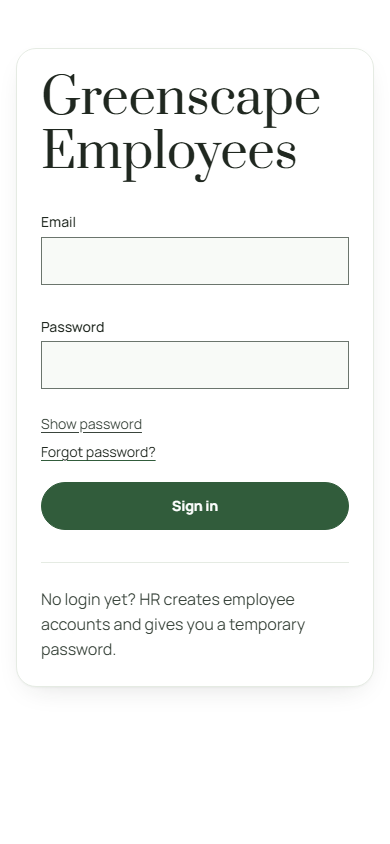 Greenscape
Employees
Email
Password
Show password
Forgot password?
Sign in
No login yet? HR creates employee
accounts and gives you a temporary
password.